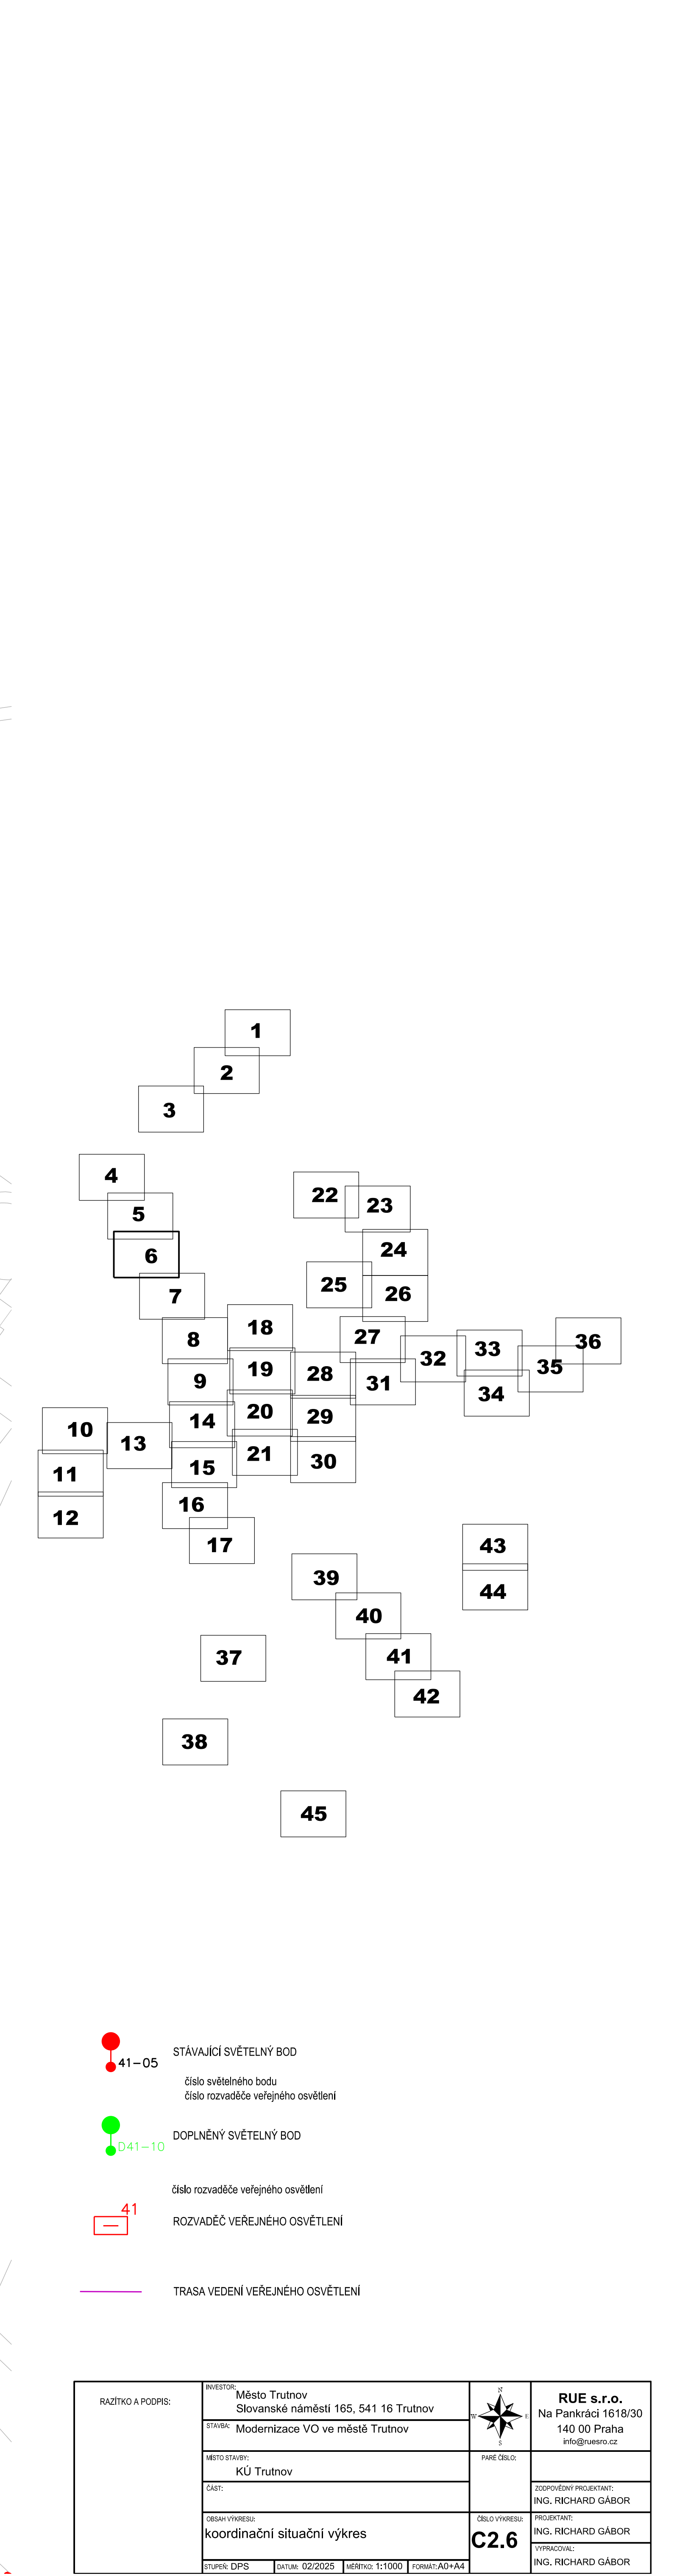 1
2
3
4
5
6
7
8
9
10
11
12
13
14
15
16
17
18
19
20
21
22
23
24
25
26
27
28
29
30
31
32
33
34
35
36
37
38
39
40
41
42
43
44
45
41-05
STÁVAJÍCÍ SVĚTELNÝ BOD
číslo světelného bodu
číslo rozvaděče veřejného osvětlení
D41-10
DOPLNĚNÝ SVĚTELNÝ BOD
číslo rozvaděče veřejného osvětlení
41
ROZVADĚČ VEŘEJNÉHO OSVĚTLENÍ
TRASA VEDENÍ VEŘEJNÉHO OSVĚTLENÍ
RAZÍTKO A PODPIS:
INVESTOR:
Město Trutnov
Slovanské náměstí 165, 541 16 Trutnov
STAVBA: Modernizace VO ve městě Trutnov
MÍSTO STAVBY:
KÚ Trutnov
ČÁST:
OBSAH VÝKRESU:
koordinační situační výkres
STUPEŇ: DPS
DATUM: 02/2025
MĚŘÍTKO: 1:1000
FORMÁT: A0+A4
N
W
E
S
PARÉ ČÍSLO:
ČÍSLO VÝKRESU:
C2.6
RUE s.r.o.
Na Pankráci 1618/30
140 00 Praha
info@ruesro.cz
ZODPOVĚDNÝ PROJEKTANT:
ING. RICHARD GÁBOR
PROJEKTANT:
ING. RICHARD GÁBOR
VYPRACOVAL:
ING. RICHARD GÁBOR